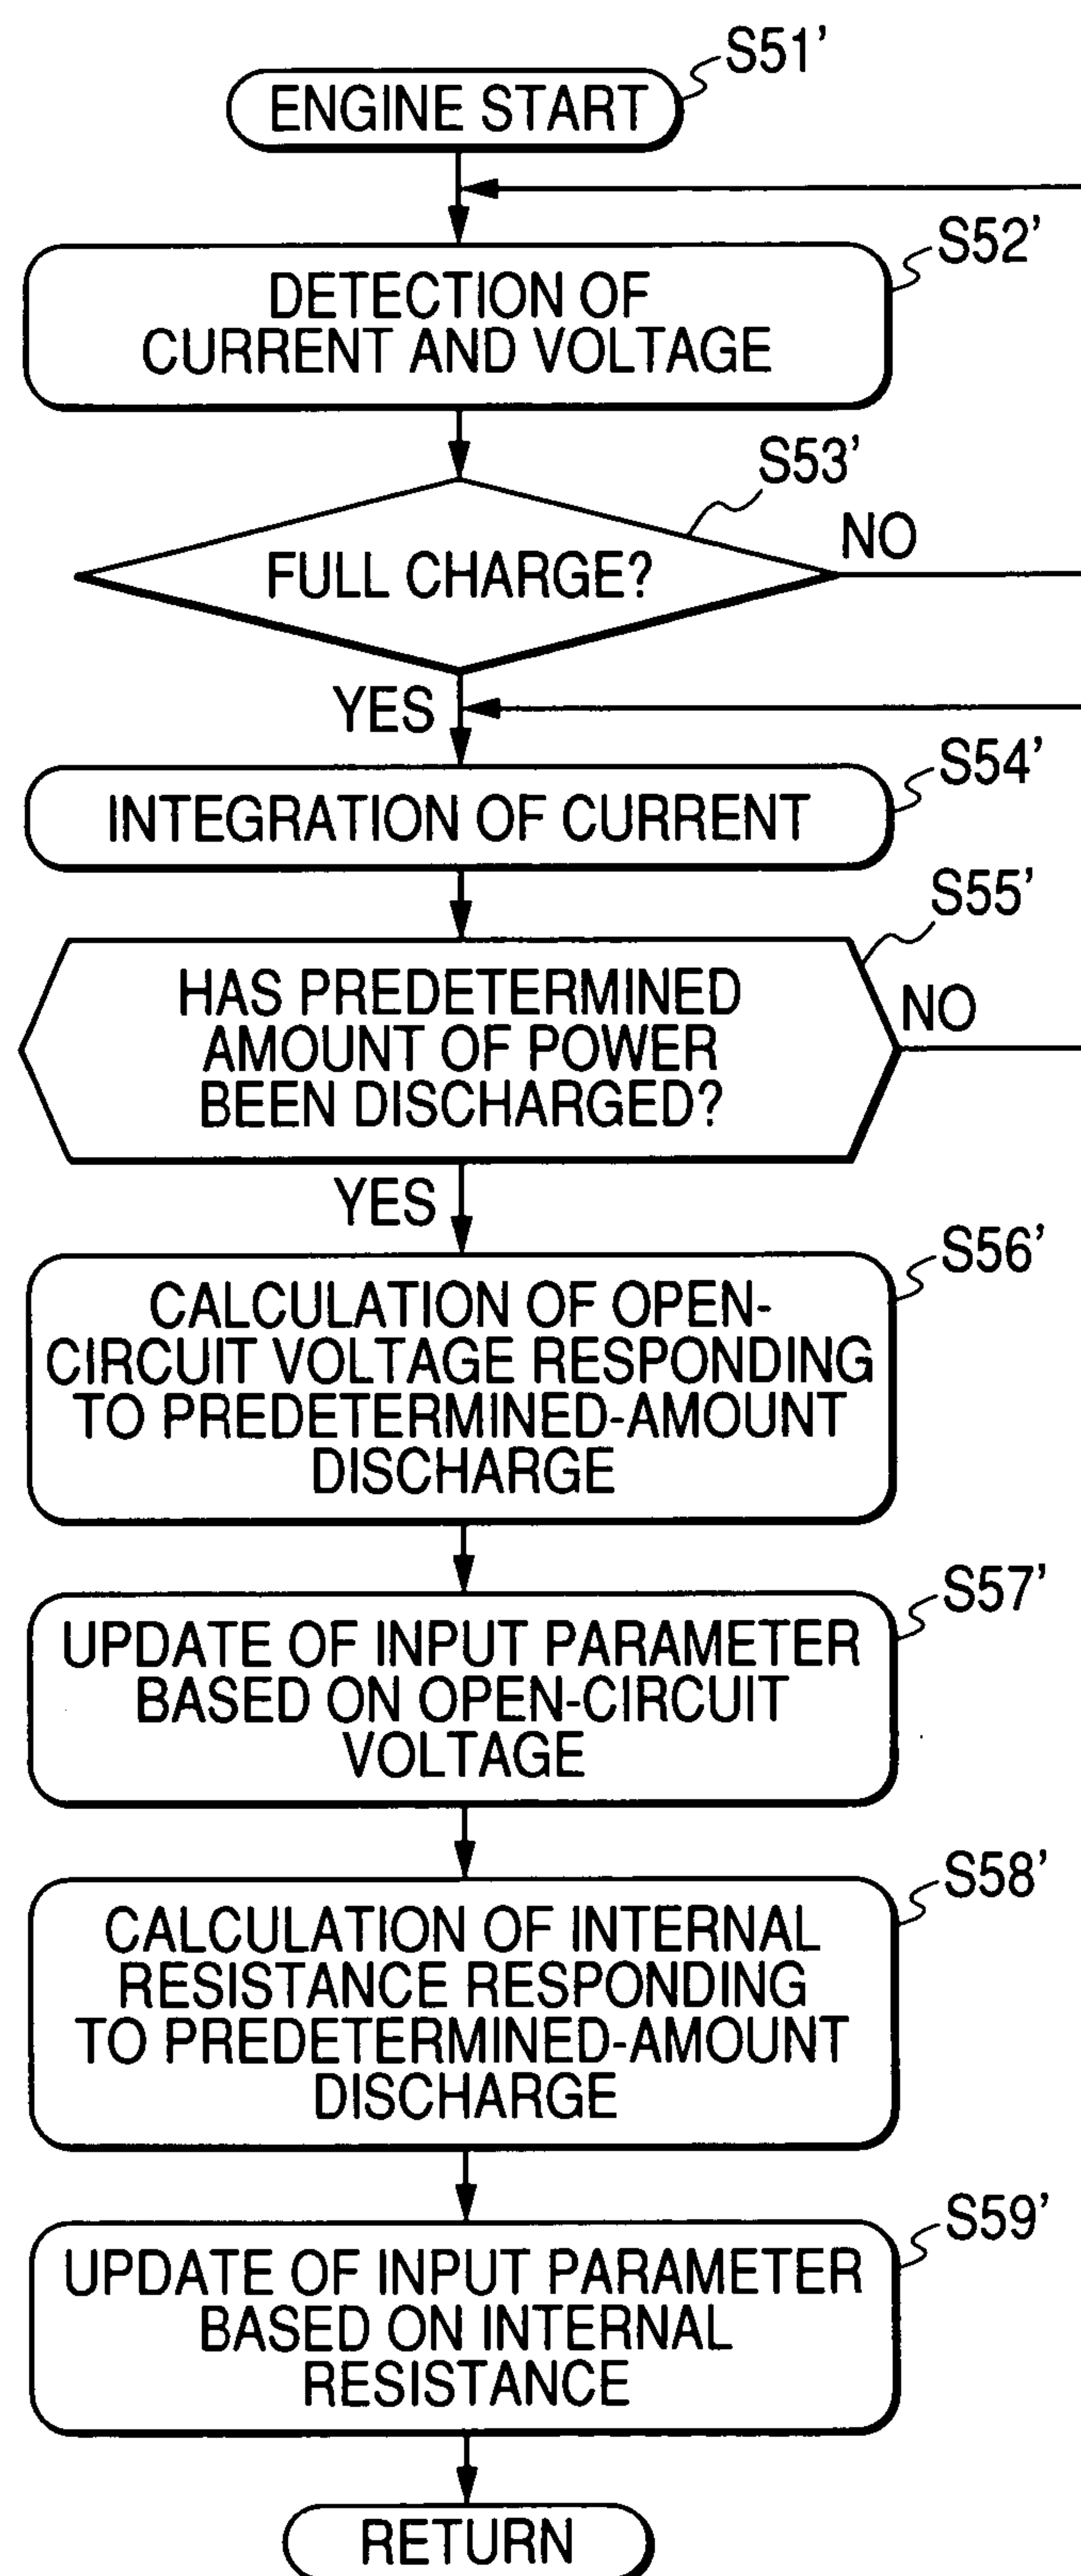 S51'
ENGINE START
S52'
DETECTION OF
CURRENT AND VOLTAGE
S53'
FULL CHARGE?
NO
YES
S54'
INTEGRATION OF CURRENT
S55'
HAS PREDETERMINED
AMOUNT OF POWER
BEEN DISCHARGED?
NO
YES
S56'
CALCULATION OF OPEN-
CIRCUIT VOLTAGE RESPONDING
TO PREDETERMINED-AMOUNT
DISCHARGE
S57'
UPDATE OF INPUT PARAMETER
BASED ON OPEN-CIRCUIT
VOLTAGE
S58'
CALCULATION OF INTERNAL
RESISTANCE RESPONDING
TO PREDETERMINED-AMOUNT
DISCHARGE
S59'
UPDATE OF INPUT PARAMETER
BASED ON INTERNAL
RESISTANCE
RETURN